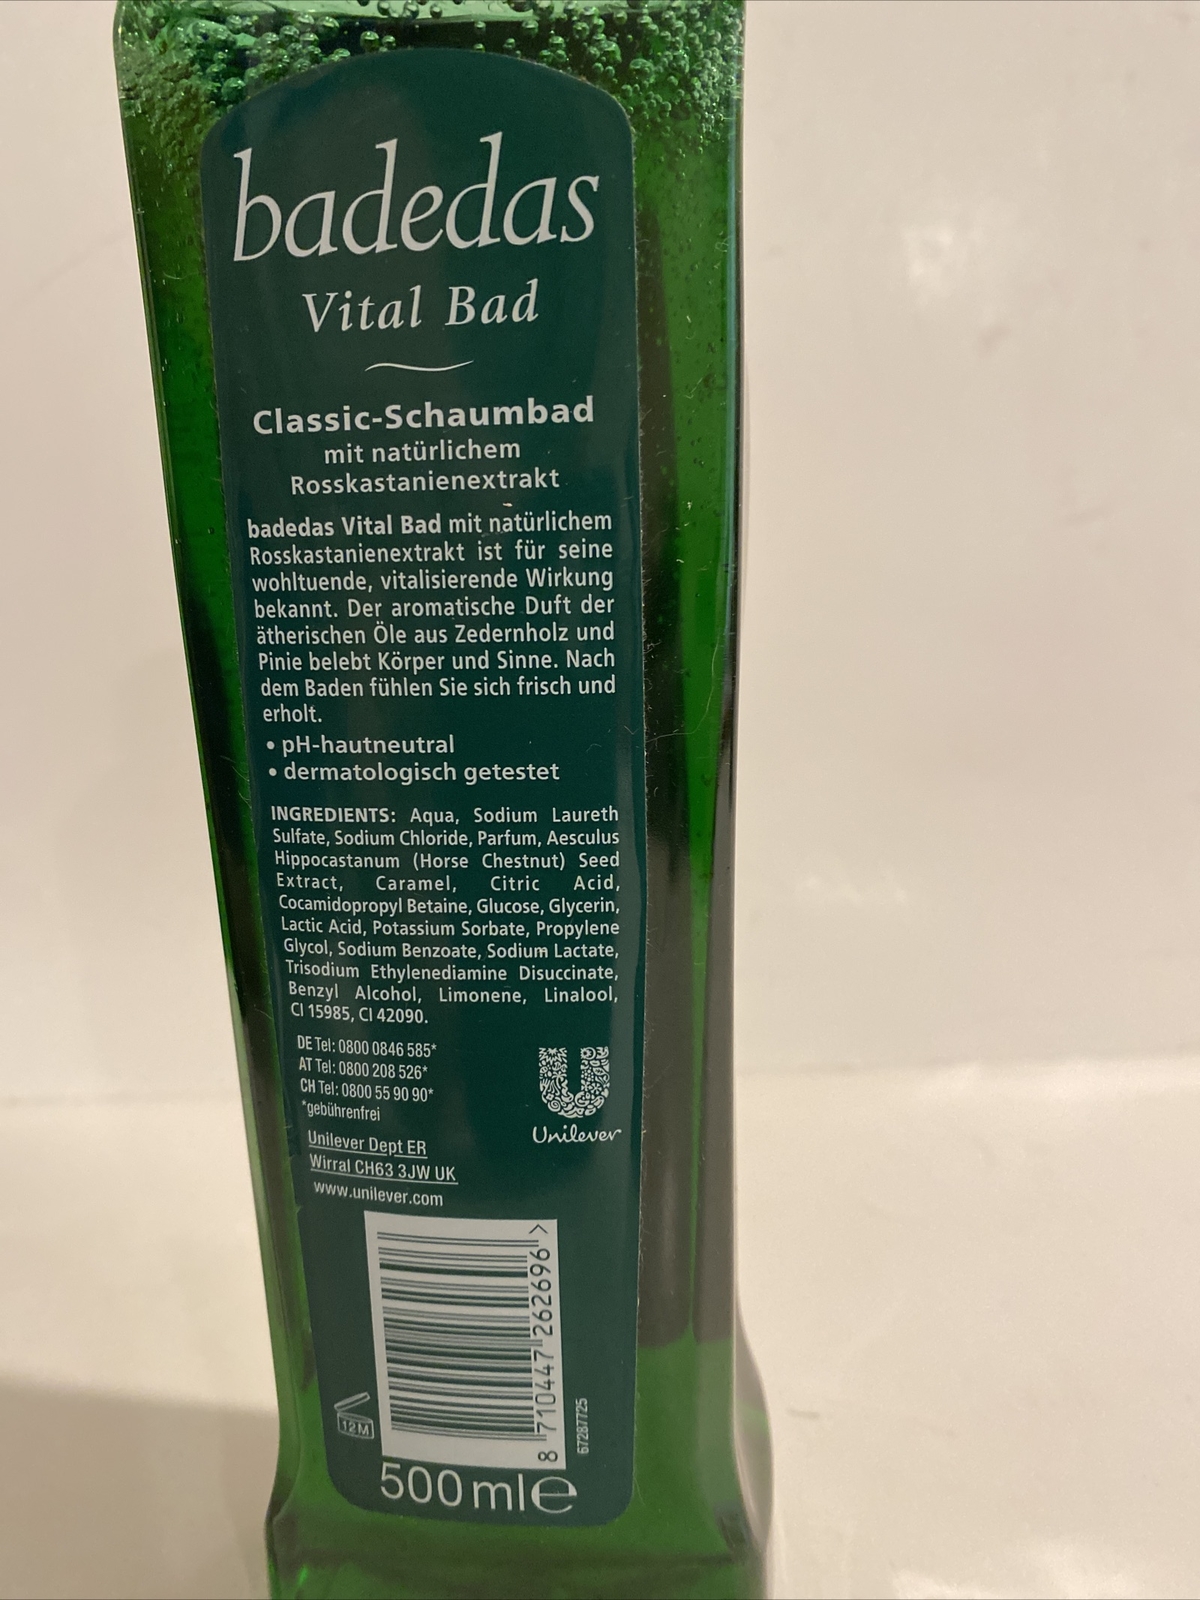 badedas
Vital Bad
Classic-Schaumbad
mit natürlichem
Rosskastanienextrakt
badedas Vital Bad mit natürlichem
Rosskastanienextrakt ist für seine
wohltuende, vitalisierende Wirkung
bekannt. Der aromatische Duft der
ätherischen Öle aus Zedernholz und
Pinie belebt Körper und Sinne. Nach
dem Baden fühlen Sie sich frisch und
erholt.
• pH-hautneutral
• dermatologisch getestet
INGREDIENTS: Aqua, Sodium Laureth
Sulfate, Sodium Chloride, Parfum, Aesculus
Hippocastanum (Horse Chestnut) Seed
Extract, Caramel, Citric Acid,
Cocamidopropyl Betaine, Glucose, Glycerin,
Lactic Acid, Potassium Sorbate, Propylene
Glycol, Sodium Benzoate, Sodium Lactate,
Trisodium Ethylenediamine Disuccinate,
Benzyl Alcohol, Limonene, Linalool,
CI 15985, CI 42090.
DE Tel: 0800 0846 585*
AT Tel: 0800 208 526*
CH Tel: 0800 55 90 90*
*gebührenfrei
Unilever
Unilever Dept ER
Wirral CH63 3JW UK
www.unilever.com
8 710447 262696 >
67287725
12M
500 ml e